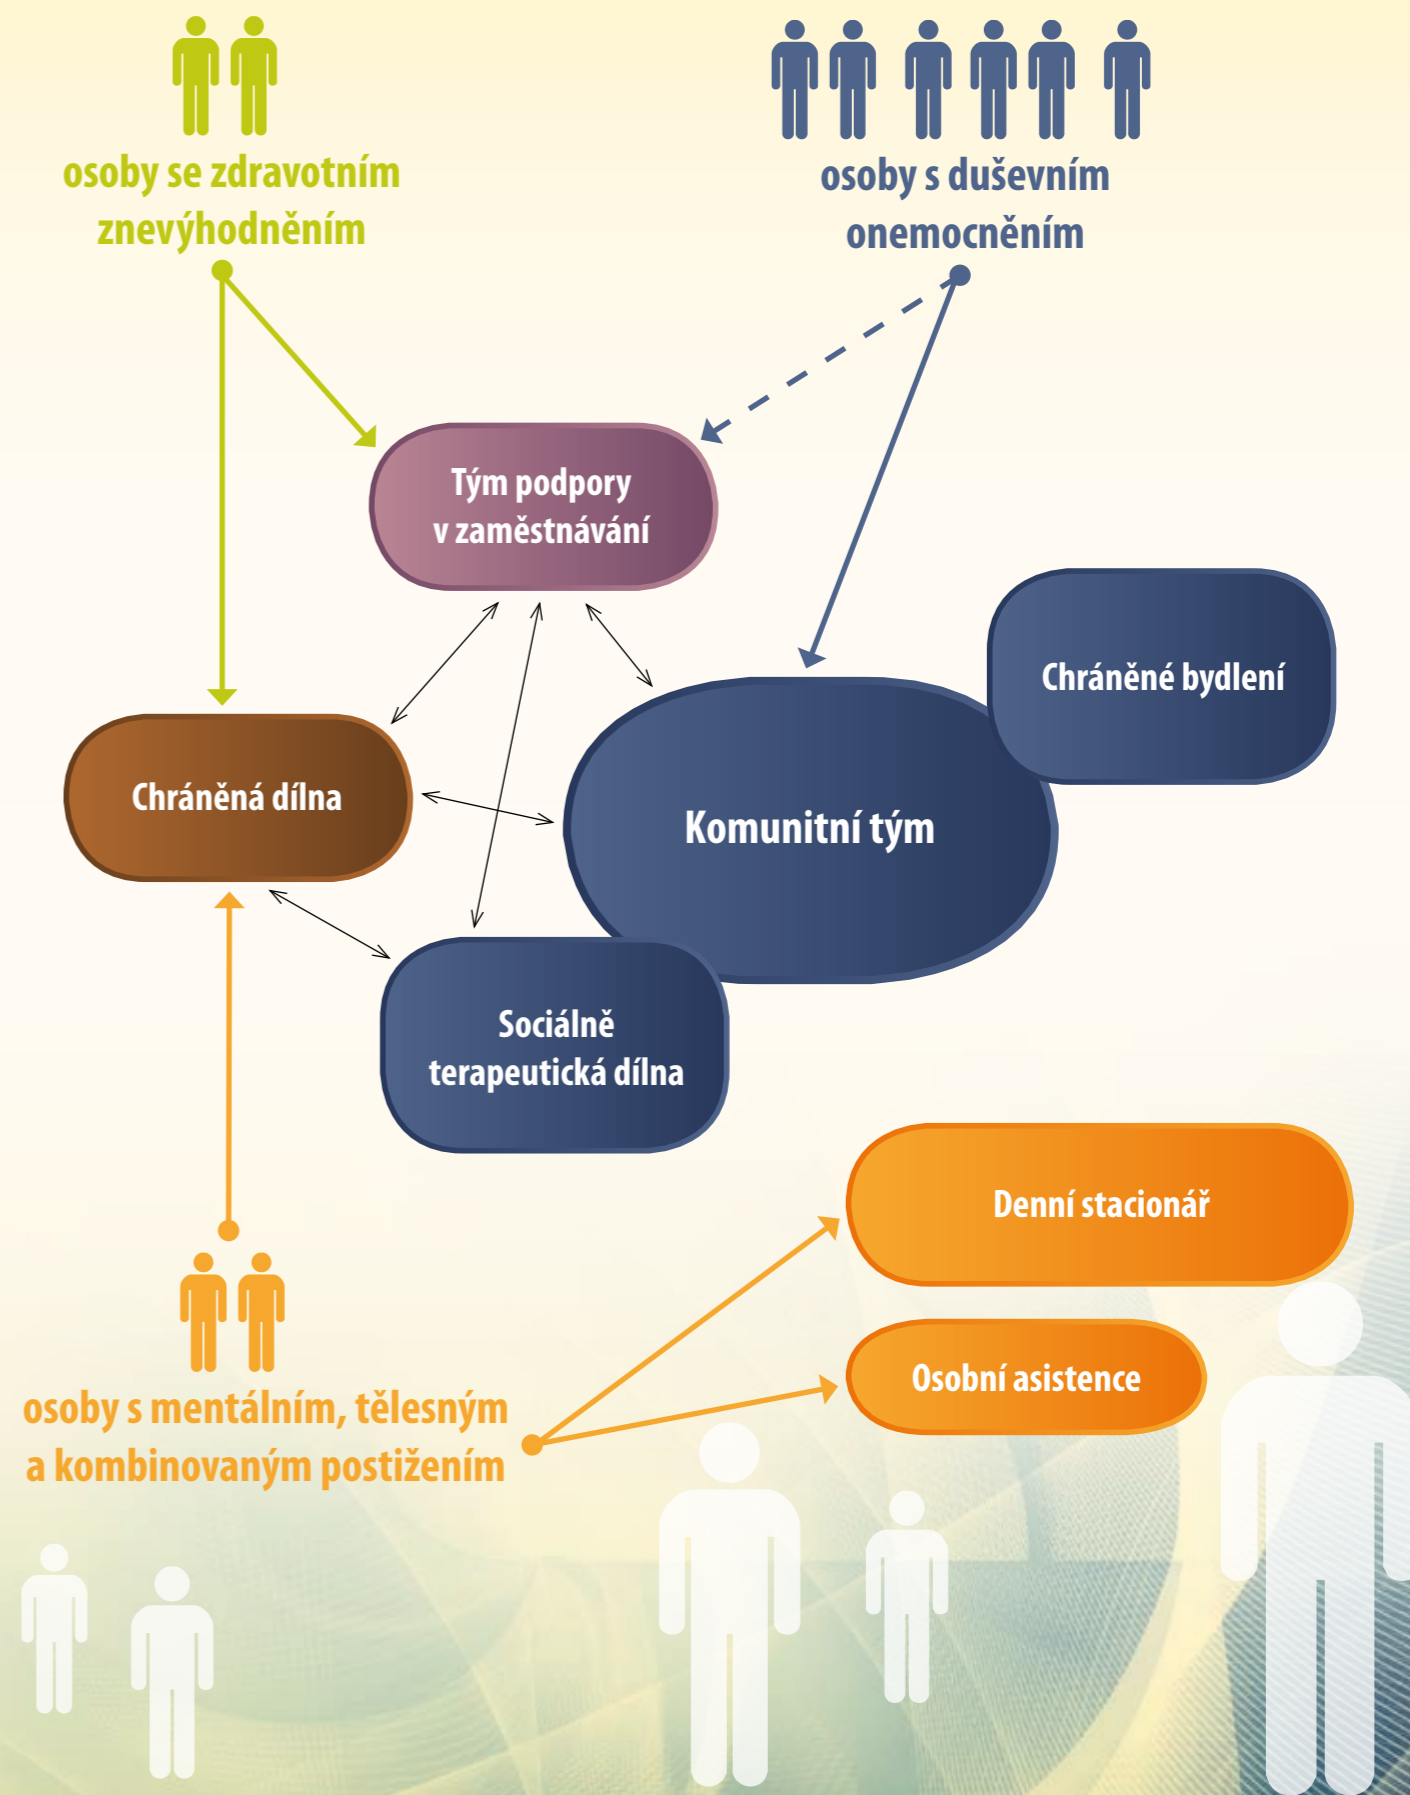 osoby se zdravotním
znevýhodněním
osoby s duševním
onemocněním
Tým podpory
v zaměstnávání
Chráněné bydlení
Chráněná dílna
Komunitní tým
Sociálně
terapeutická dílna
Denní stacionář
Osobní asistence
osoby s mentálním, tělesným
a kombinovaným postižením